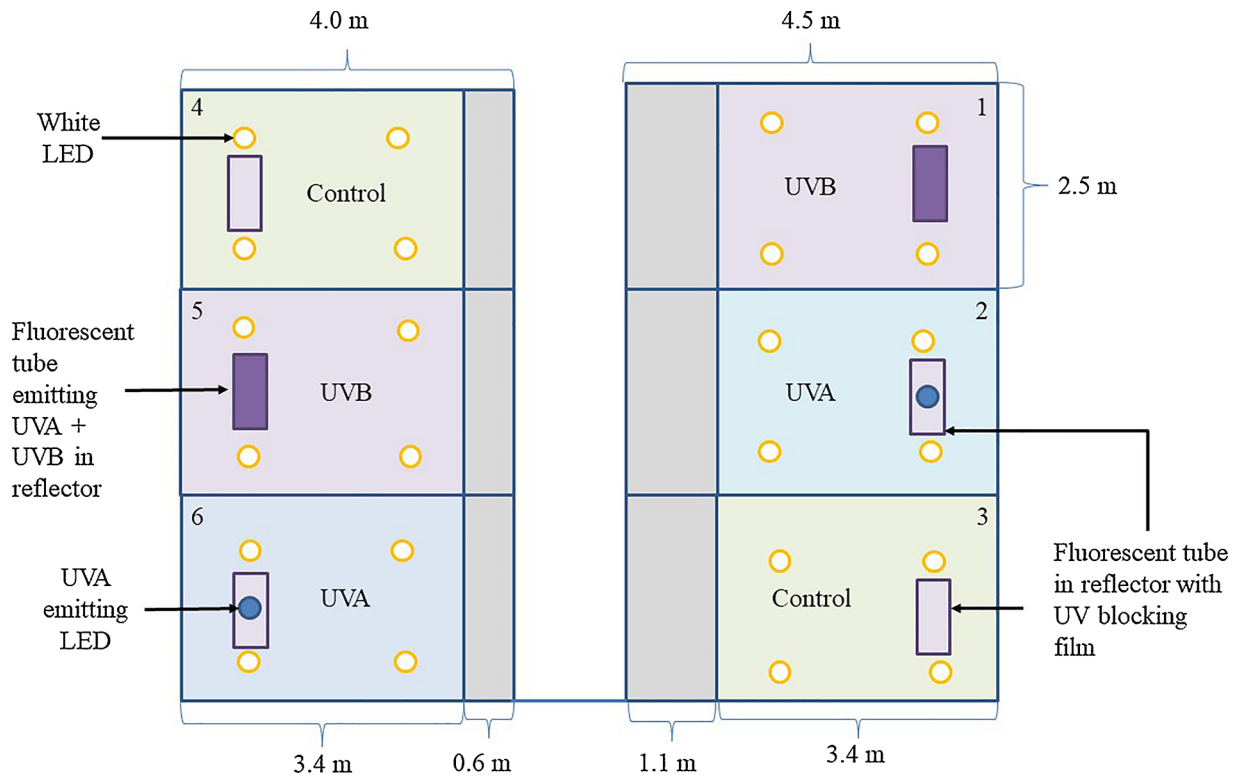 4.0 m
4.5 m
White
LED
4
Control
1
UVB
2.5 m
Fluorescent
tube
emitting
UVA +
UVB in
reflector
5
UVB
2
UVA
UVA
emitting
LED
6
UVA
3
Control
Fluorescent tube
in reflector with
UV blocking
film
3.4 m
0.6 m
1.1 m
3.4 m